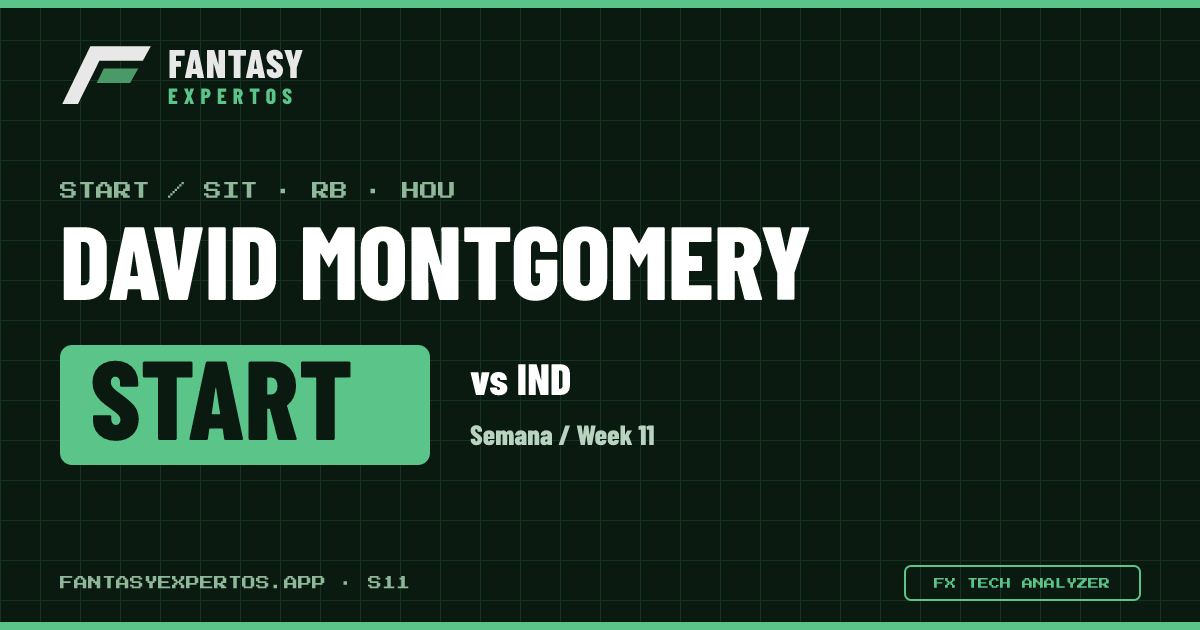 FANTASY
EXPERTOS
START / SIT · RB · HOU
DAVID MONTGOMERY
START
vs IND
Semana / Week 11
FANTASYEXPERTOS.APP · S11
FX TECH ANALYZER